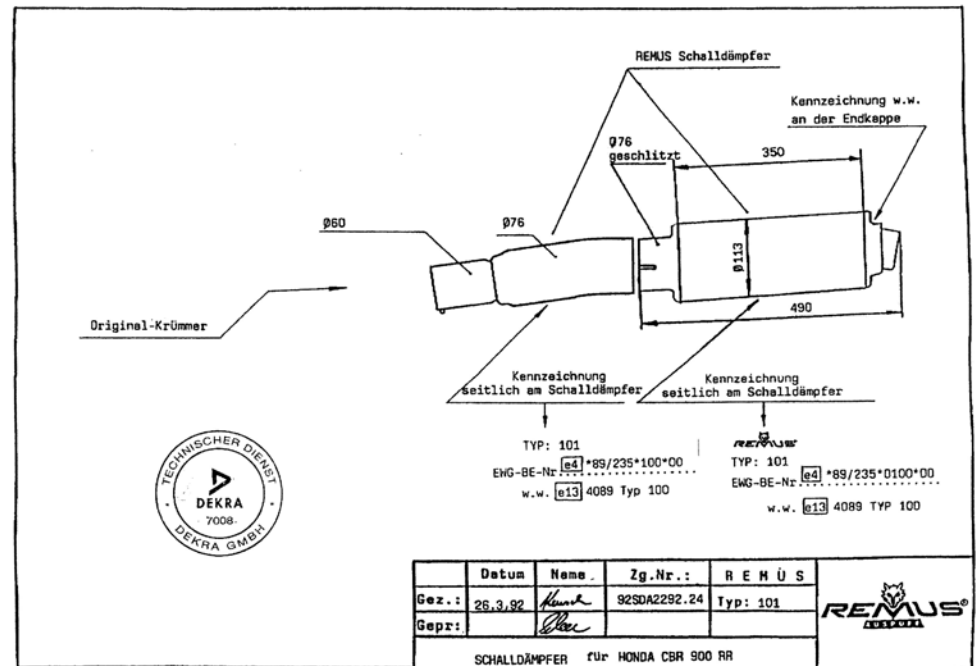 REMUS Schalldämpfer
Kennzeichnung w.w.
an der Endkappe
Ø76
geschlitzt
350
Ø60
Ø76
Ø113
490
Original-Krümmer
Kennzeichnung
seitlich am Schalldämpfer
Kennzeichnung
seitlich am Schalldämpfer
TYP: 101
EWG-BE-Nr. e4 *89/235*100*00
w.w. e13 4089 Typ 100
REMUS
TYP: 101
EWG-BE-Nr. e4 *89/235*0100*00
w.w. e13 4089 TYP 100
TECHNISCHER DIENST
DEKRA
7008
DEKRA GMBH
Datum Name Zg.Nr.: REMUS
Gez.: 26.3.92 92SDA2292.24 Typ: 101
Gepr:
REMUS®
AUSPUFF
SCHALLDÄMPFER für HONDA CBR 900 RR